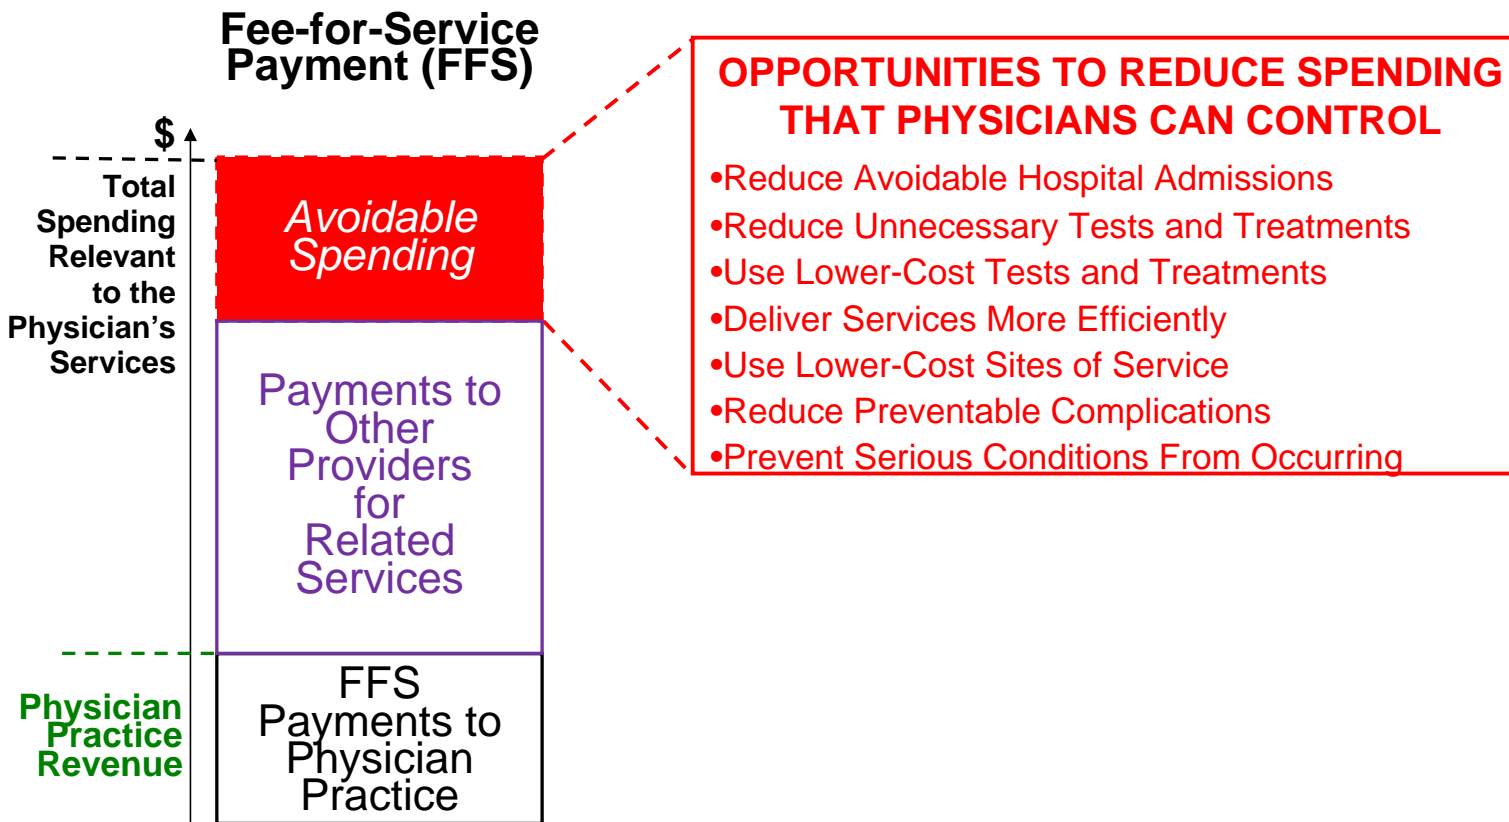 Fee-for-Service
Payment (FFS)
$
Total
Spending
Relevant
to the
Physician’s
Services
Avoidable
Spending
Payments to
Other
Providers
for
Related
Services
Physician
Practice
Revenue
FFS
Payments to
Physician
Practice
OPPORTUNITIES TO REDUCE SPENDING
THAT PHYSICIANS CAN CONTROL
•Reduce Avoidable Hospital Admissions
•Reduce Unnecessary Tests and Treatments
•Use Lower-Cost Tests and Treatments
•Deliver Services More Efficiently
•Use Lower-Cost Sites of Service
•Reduce Preventable Complications
•Prevent Serious Conditions From Occurring